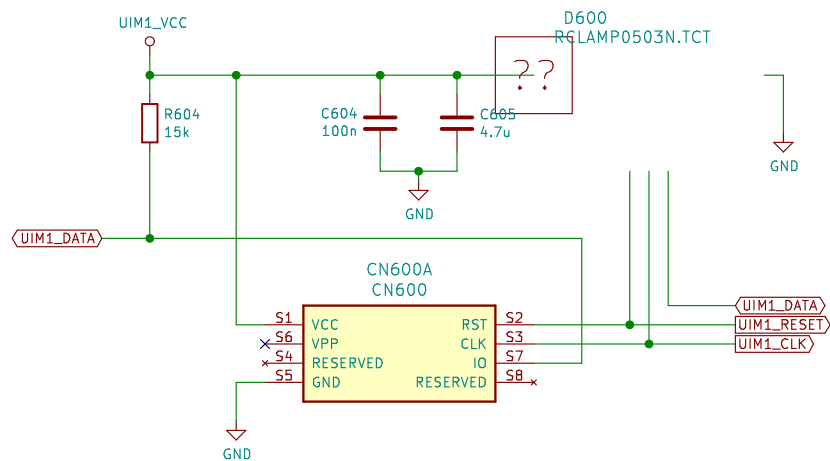 D600
UIM1_VCC
RCLAMP0503N.TCT
??
R604
15k
C604
100n
C605
4.7u
GND
GND
UIM1_DATA
CN600A
CN600
UIM1_DATA
S1
VCC
RST
S2
UIM1_RESET
S6
VPP
CLK
S3
UIM1_CLK
S4
RESERVED
IO
S7
S5
GND
RESERVED
S8
GND